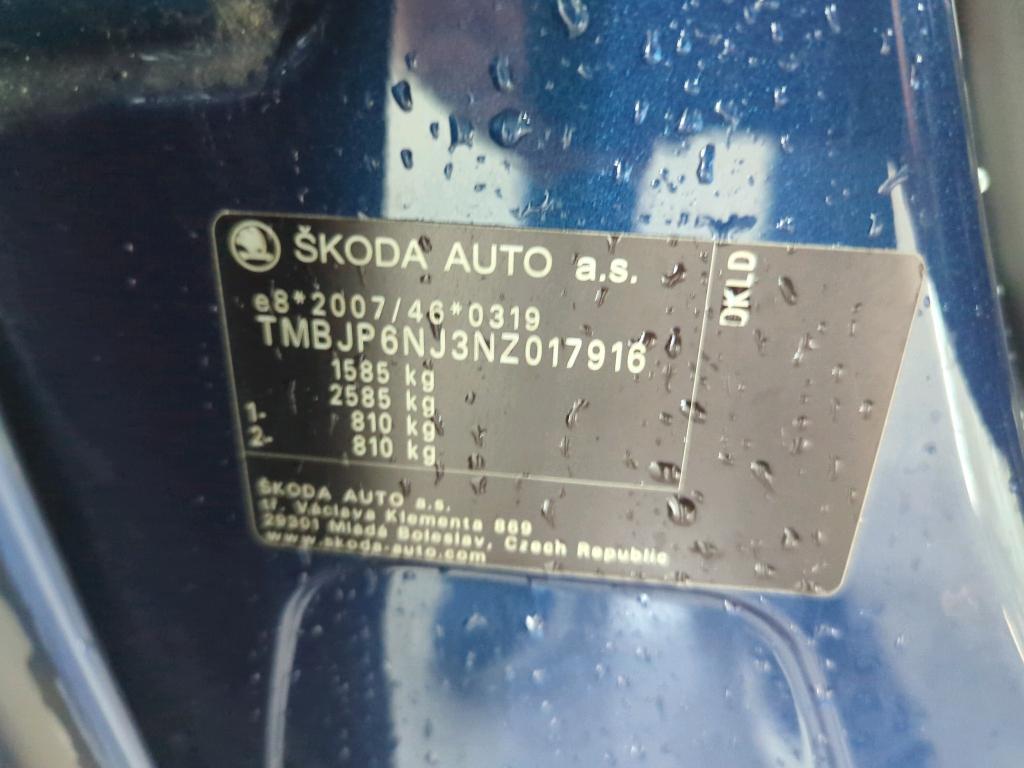 ŠKODA AUTO a.s.
e8*2007/46*0319
TMBJP6NJ3NZ017916
1585 kg
2585 kg
1- 810 kg
2- 810 kg
DKLD
ŠKODA AUTO a.s.
tř. Václava Klementa 869
29301 Mladá Boleslav, Czech Republic
www.skoda-auto.com